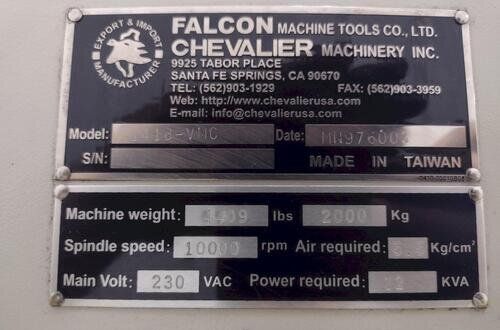 EXPORT & IMPORT
MANUFACTURER
FALCON MACHINE TOOLS CO., LTD.
CHEVALIER MACHINERY INC.
9925 TABOR PLACE
SANTA FE SPRINGS, CA 90670
TEL: (562)903-1929 FAX: (562)903-3959
Web: http://www.chevalierusa.com
E-mail: info@chevalierusa.com
Model: Date:
S/N: MADE IN TAIWAN
Machine weight: 4409 lbs 2000 Kg
Spindle speed: 10000 rpm Air required: Kg/cm²
Main Volt: 230 VAC Power required: KVA